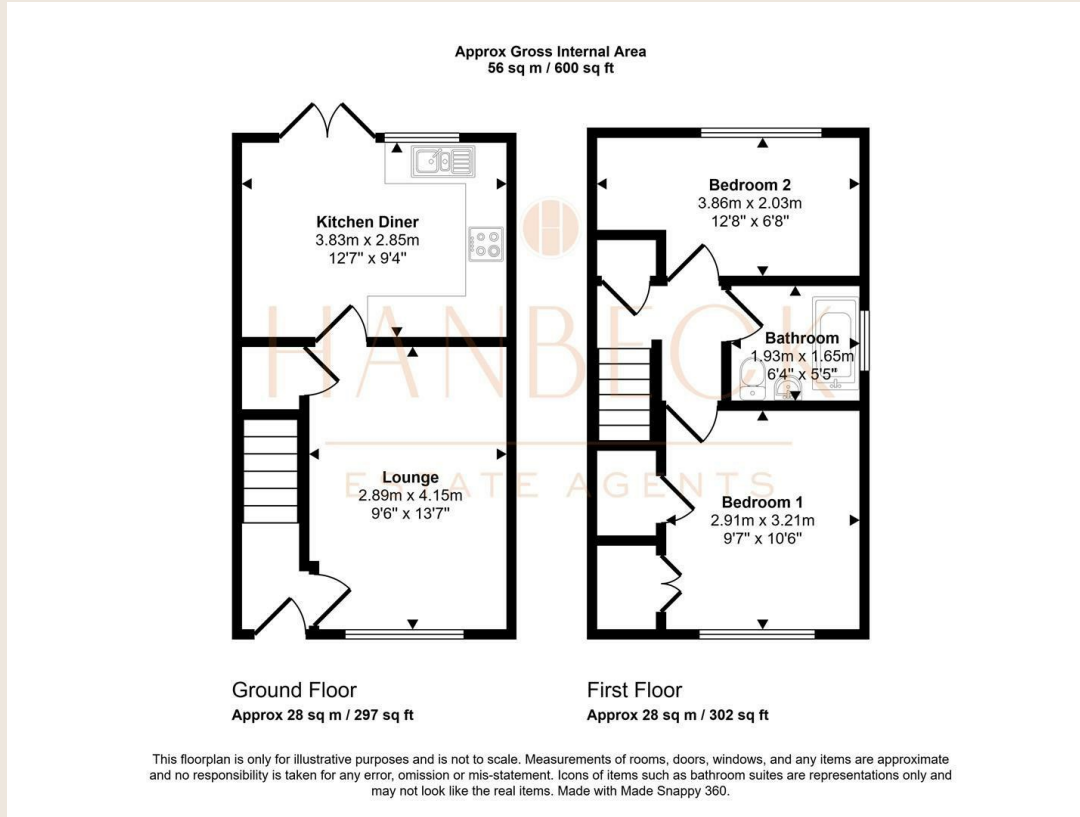 Approx Gross Internal Area
56 sq m / 600 sq ft
Kitchen Diner
3.83m x 2.85m
12'7" x 9'4"
Bedroom 2
3.86m x 2.03m
12'8" x 6'8"
Bathroom
1.93m x 1.65m
6'4" x 5'5"
HANBECK
ESTATE AGENTS
Lounge
2.89m x 4.15m
9'6" x 13'7"
Bedroom 1
2.91m x 3.21m
9'7" x 10'6"
Ground Floor
Approx 28 sq m / 297 sq ft
First Floor
Approx 28 sq m / 302 sq ft
This floorplan is only for illustrative purposes and is not to scale. Measurements of rooms, doors, windows, and any items are approximate
and no responsibility is taken for any error, omission or mis-statement. Icons of items such as bathroom suites are representations only and
may not look like the real items. Made with Made Snappy 360.